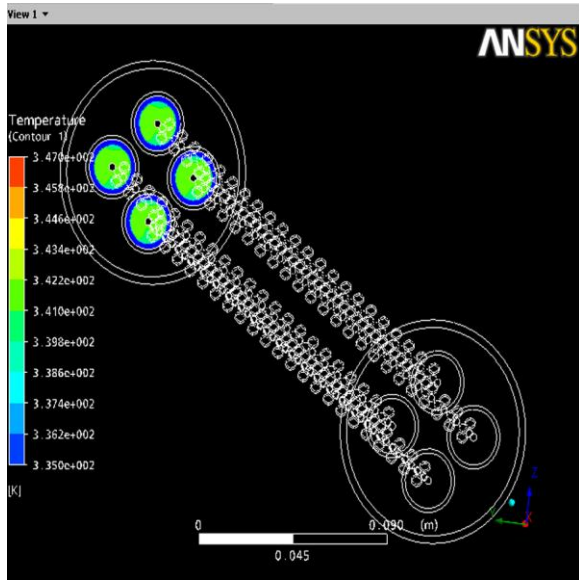 View 1
ANSYS
Temperature
(Contour 1)
3.470e+002
3.458e+002
3.446e+002
3.434e+002
3.422e+002
3.410e+002
3.398e+002
3.386e+002
3.374e+002
3.362e+002
3.350e+002
[K]
0
0.090
(m)
0.045
Z
Y
X